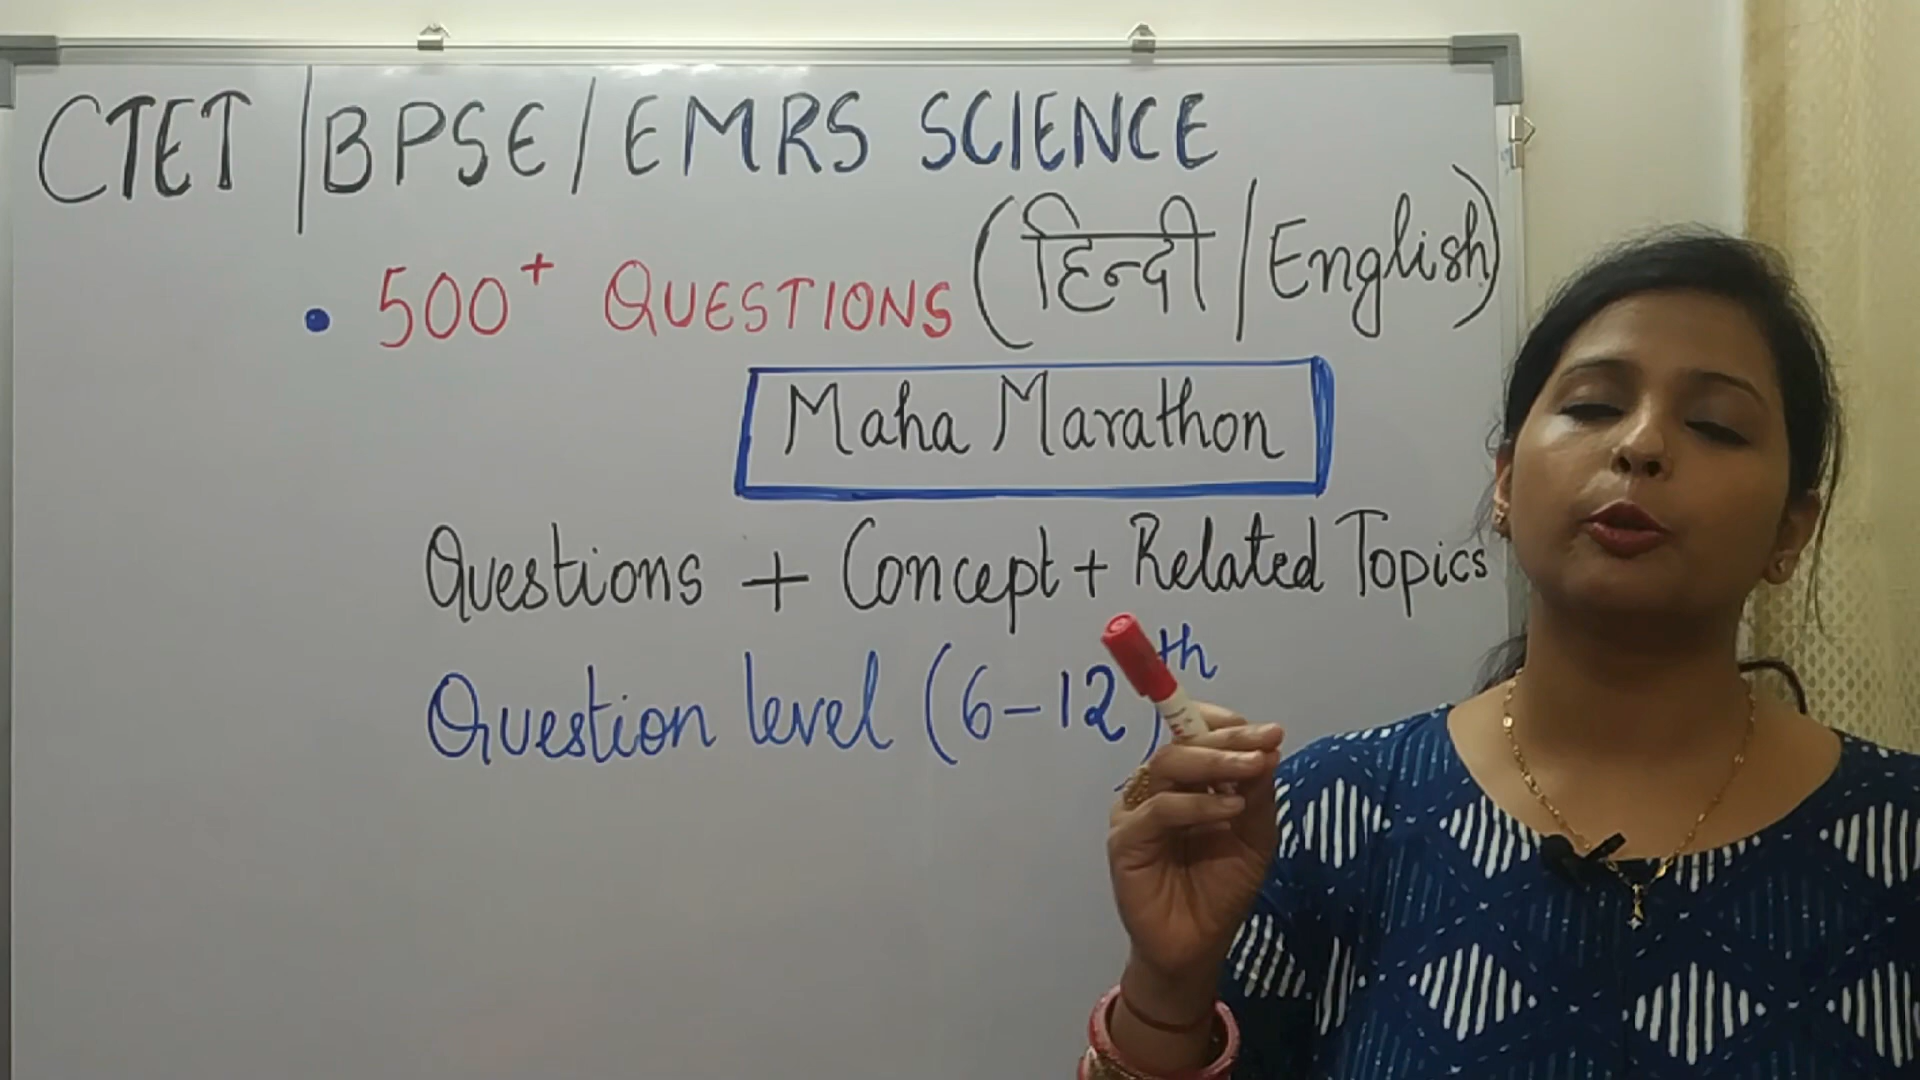 CTET / BPSE / EMRS SCIENCE
(हिन्दी / English)
• 500+ QUESTIONS
Maha Marathon
Questions + Concept + Related Topics
Question level (6-12)th